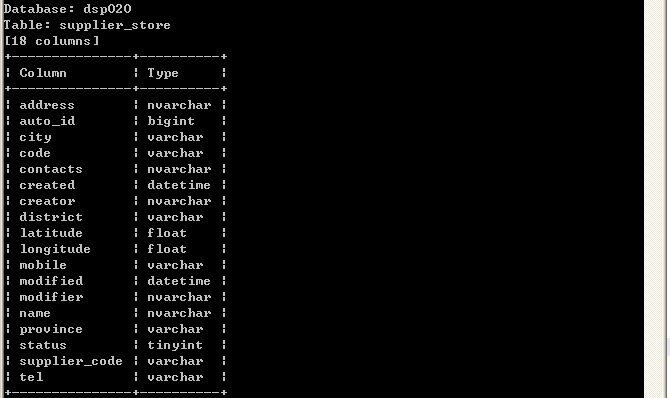 Database: dspO2O
Table: supplier_store
[18 columns]
+---------------+----------+
¦ Column        ¦ Type     ¦
+---------------+----------+
¦ address       ¦ nvarchar ¦
¦ auto_id       ¦ bigint   ¦
¦ city          ¦ varchar  ¦
¦ code          ¦ varchar  ¦
¦ contacts      ¦ nvarchar ¦
¦ created       ¦ datetime ¦
¦ creator       ¦ nvarchar ¦
¦ district      ¦ varchar  ¦
¦ latitude      ¦ float    ¦
¦ longitude     ¦ float    ¦
¦ mobile        ¦ varchar  ¦
¦ modified      ¦ datetime ¦
¦ modifier      ¦ nvarchar ¦
¦ name          ¦ nvarchar ¦
¦ province      ¦ varchar  ¦
¦ status        ¦ tinyint  ¦
¦ supplier_code ¦ varchar  ¦
¦ tel           ¦ varchar  ¦
+---------------+----------+